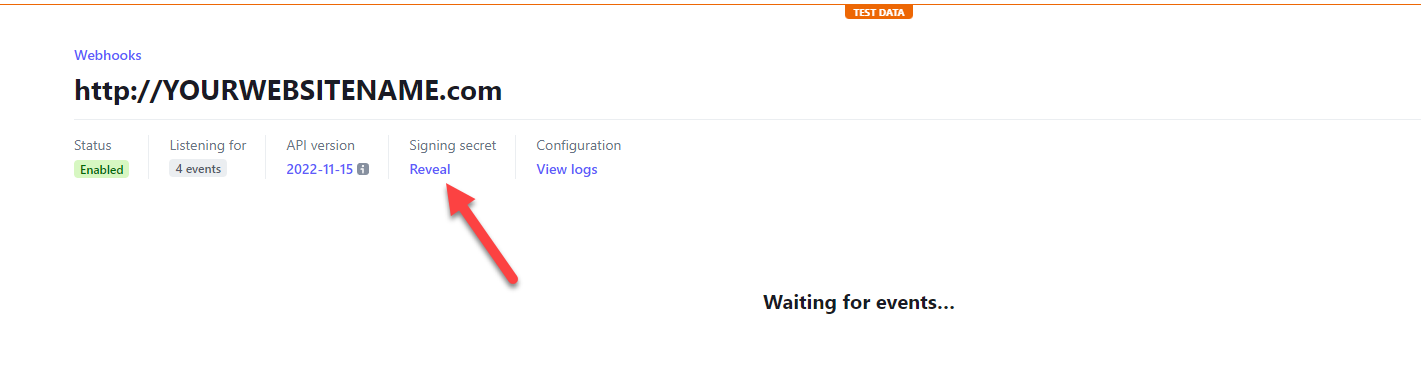 TEST DATA
Webhooks
http://YOURWEBSITENAME.com
Status Listening for API version Signing secret Configuration
Enabled 4 events 2022-11-15 i Reveal View logs
Waiting for events...